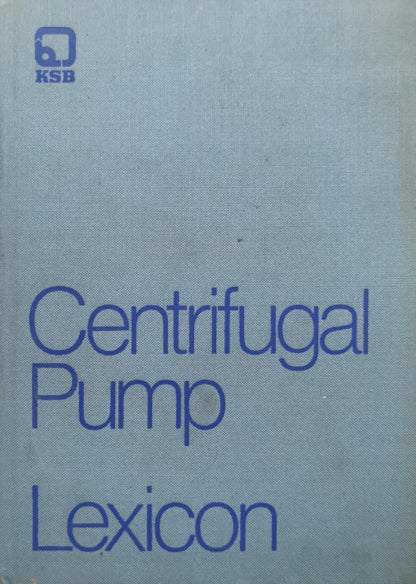 KSB
Centrifugal
Pump
Lexicon